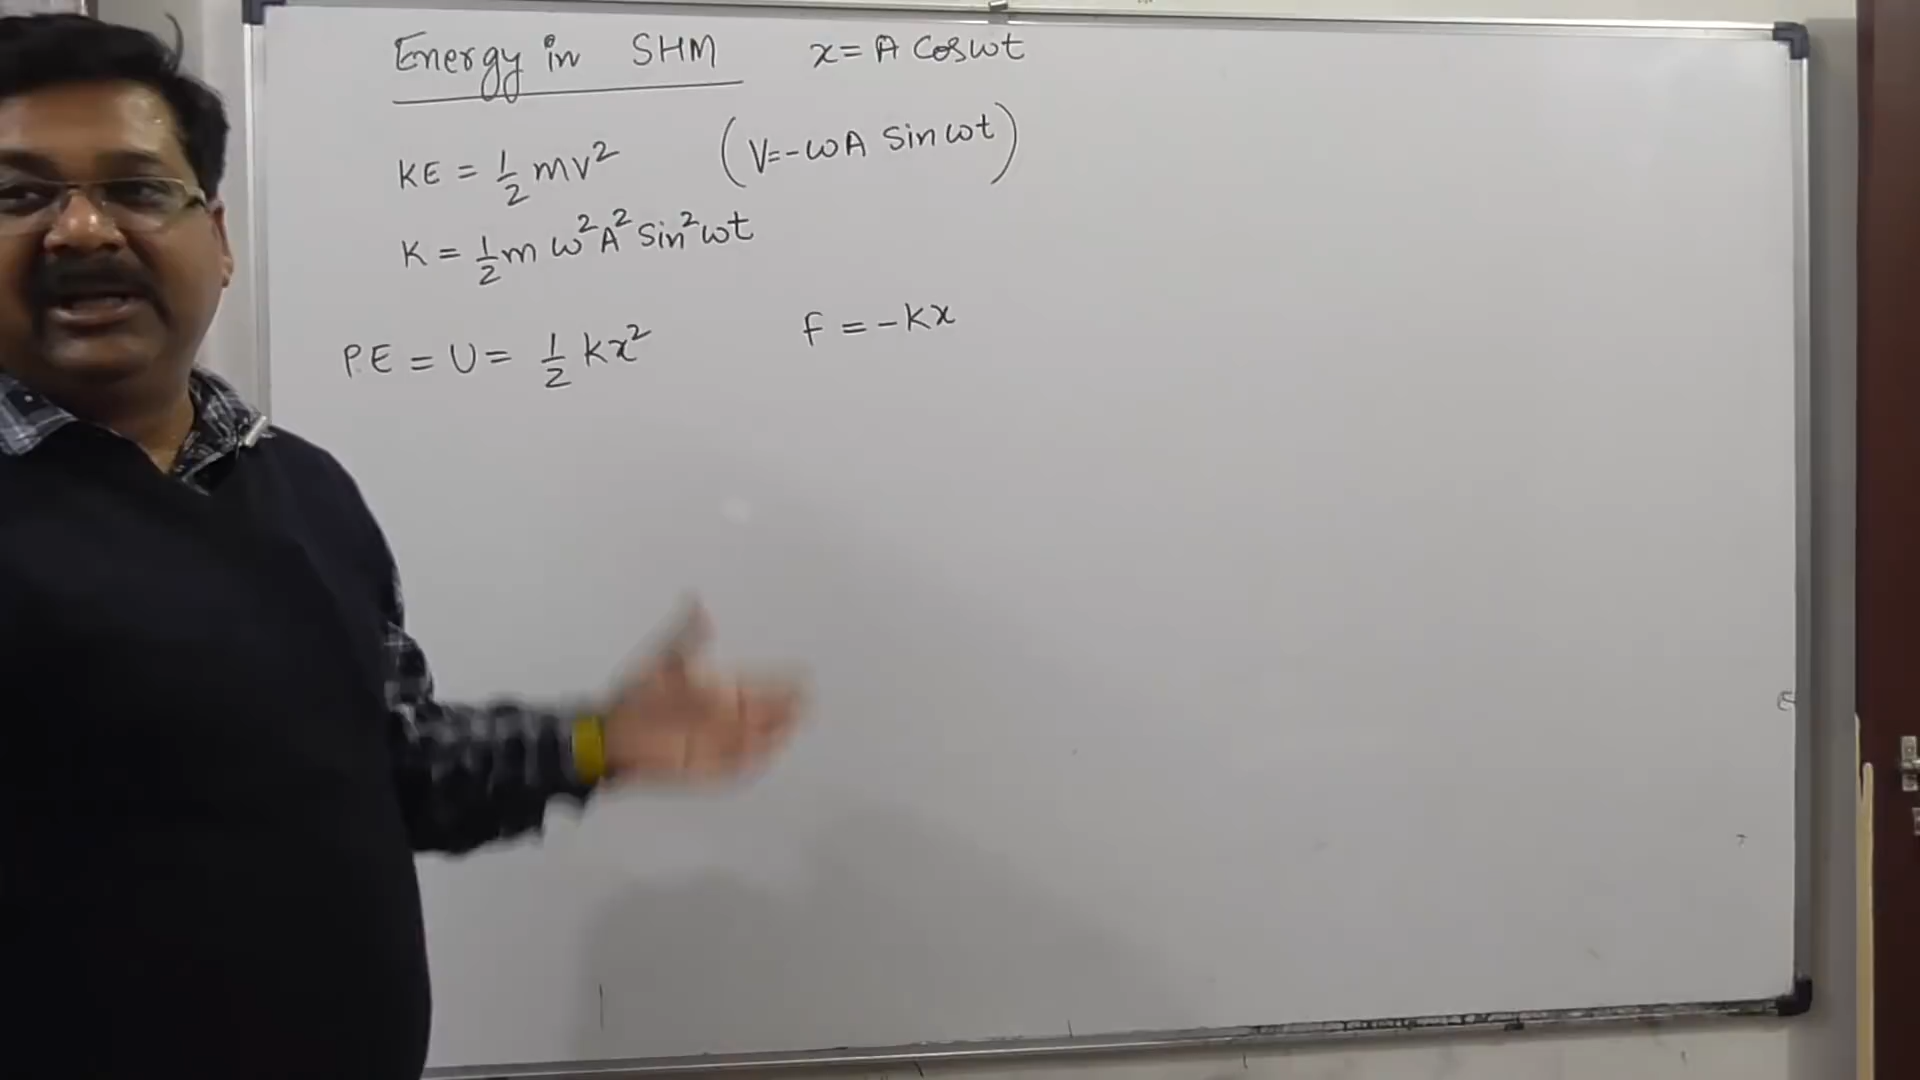 Energy in SHM x = A Cosωt
KE = 1/2 mv² (V=-ωA Sin ωt)
K = 1/2 m ω²A² Sin²ωt
PE = U = 1/2 kx² F = -kx